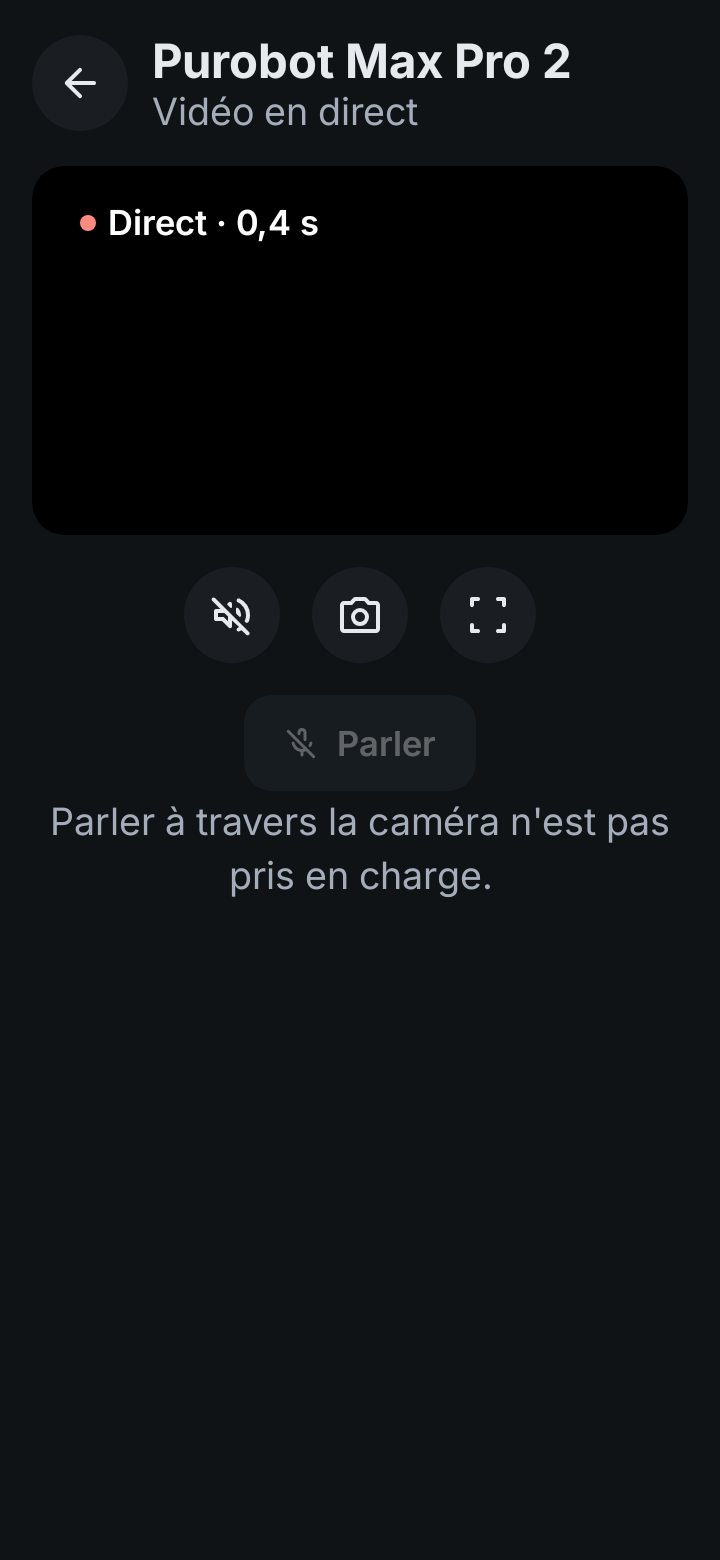 Purobot Max Pro 2
Vidéo en direct
Direct · 0,4 s
Parler
Parler à travers la caméra n'est pas
pris en charge.